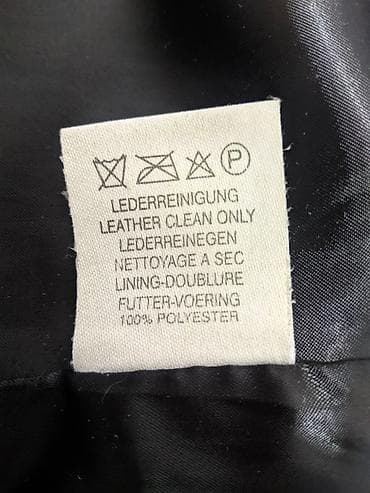 P
LEDERREINIGUNG
LEATHER CLEAN ONLY
LEDERREINEGEN
NETTOYAGE A SEC
LINING-DOUBLURE
FUTTER-VOERING
100% POLYESTER